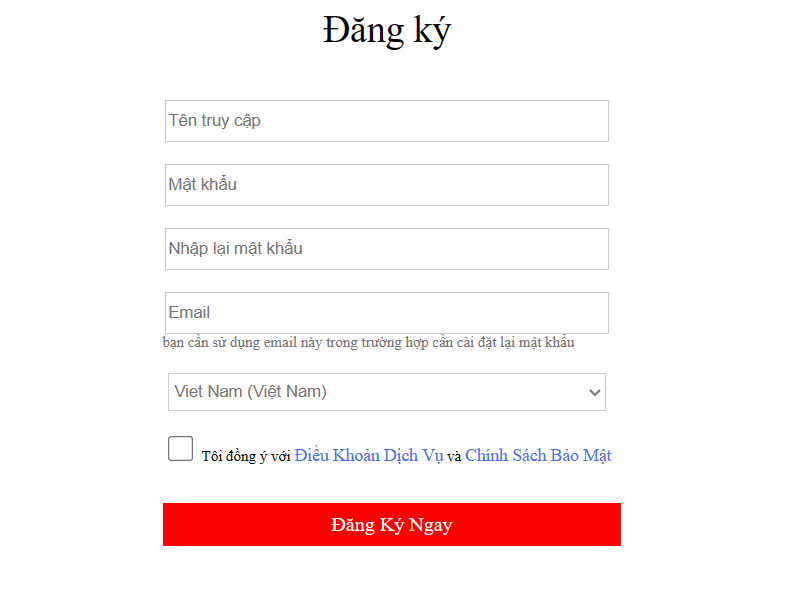 Đăng ký
Tên truy cập
Mật khẩu
Nhập lại mật khẩu
Email
bạn cần sử dụng email này trong trường hợp cần cài đặt lại mật khẩu
Viet Nam (Việt Nam)
Tôi đồng ý với Điều Khoản Dịch Vụ và Chính Sách Bảo Mật
Đăng Ký Ngay